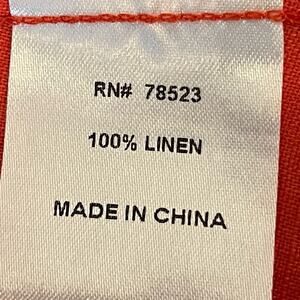 RN# 78523
100% LINEN
MADE IN CHINA